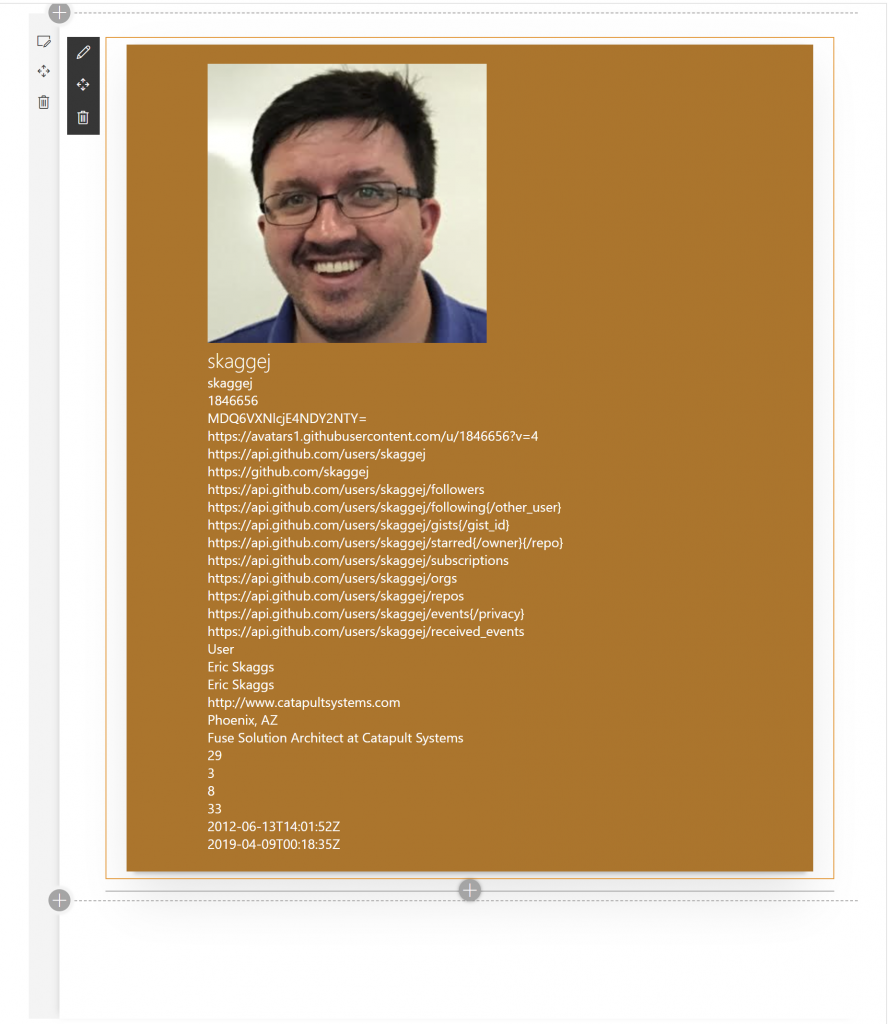 skaggej
skaggej
1846656
MDQ6VXNlcjE4NDY2NTY=
https://avatars1.githubusercontent.com/u/1846656?v=4
https://api.github.com/users/skaggej
https://github.com/skaggej
https://api.github.com/users/skaggej/followers
https://api.github.com/users/skaggej/following{/other_user}
https://api.github.com/users/skaggej/gists{/gist_id}
https://api.github.com/users/skaggej/starred{/owner}{/repo}
https://api.github.com/users/skaggej/subscriptions
https://api.github.com/users/skaggej/orgs
https://api.github.com/users/skaggej/repos
https://api.github.com/users/skaggej/events{/privacy}
https://api.github.com/users/skaggej/received_events
User
Eric Skaggs
Eric Skaggs
http://www.catapultsystems.com
Phoenix, AZ
Fuse Solution Architect at Catapult Systems
29
3
8
33
2012-06-13T14:01:52Z
2019-04-09T00:18:35Z